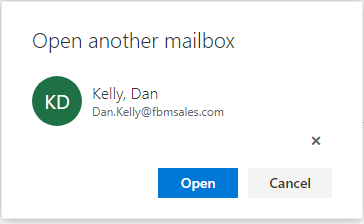 Open another mailbox
KD
Kelly, Dan
Dan.Kelly@fbmsales.com
Open
Cancel